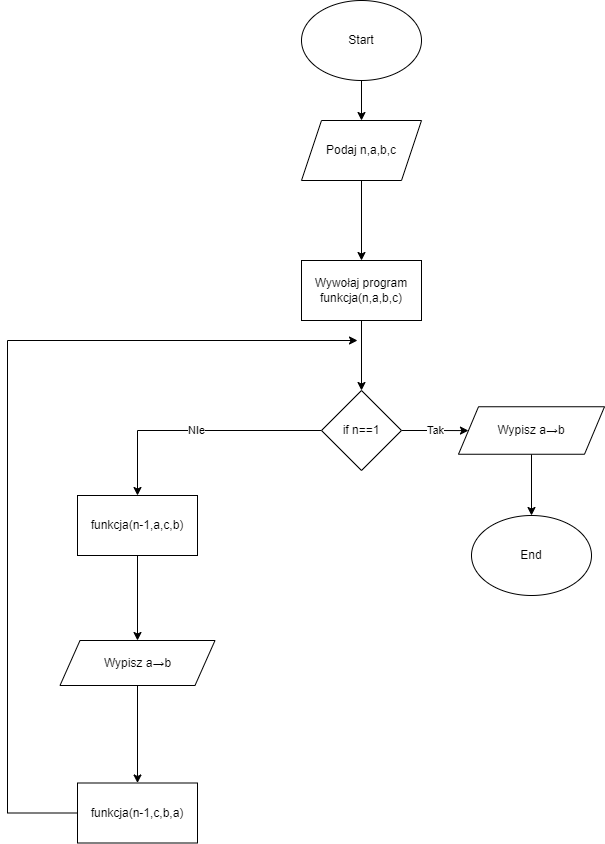 Start
Podaj n,a,b,c
Wywołaj program
funkcja(n,a,b,c)
if n==1
NIe
Tak
Wypisz a→b
funkcja(n-1,a,c,b)
End
Wypisz a→b
funkcja(n-1,c,b,a)